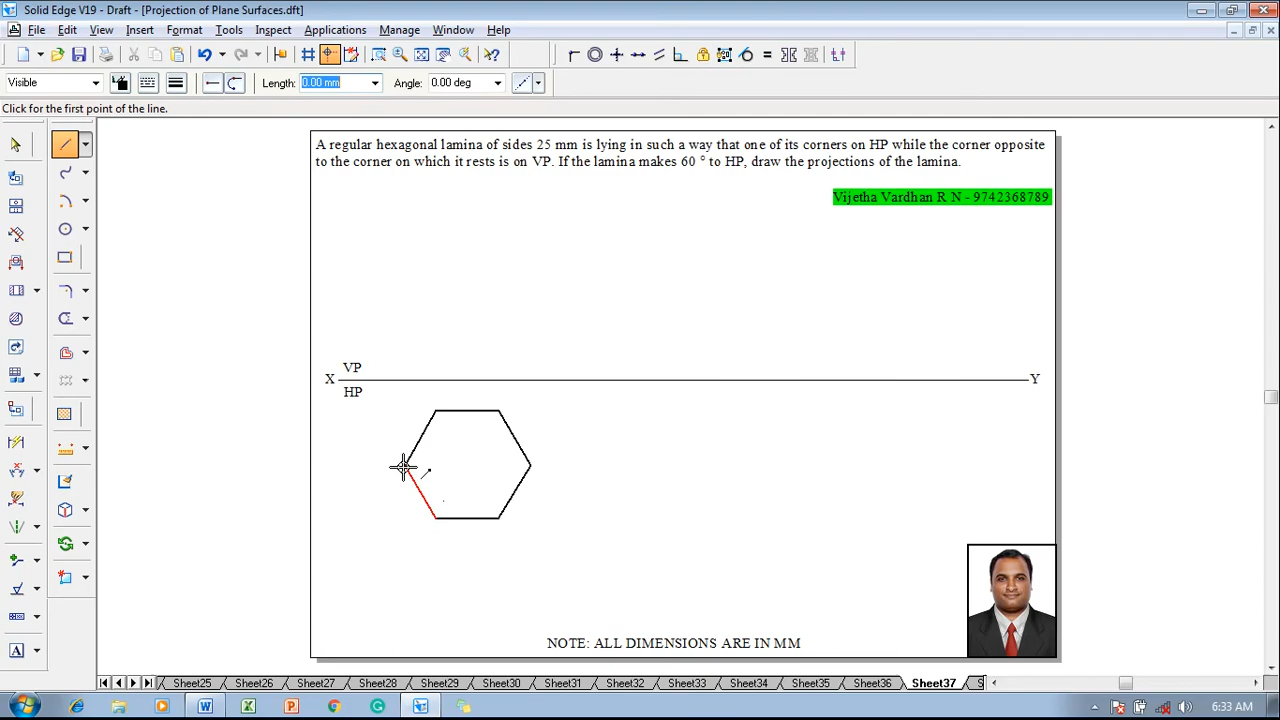 Solid Edge V19 - Draft - [Projection of Plane Surfaces.dft]
File Edit View Insert Format Tools Inspect Applications Manage Window Help
Visible Length: 0.00 mm Angle: 0.00 deg
Click for the first point of the line.
A regular hexagonal lamina of sides 25 mm is lying in such a way that one of its corners on HP while the corner opposite
to the corner on which it rests is on VP. If the lamina makes 60 ° to HP, draw the projections of the lamina.
Vijetha Vardhan R N - 9742368789
VP
X Y
HP
NOTE: ALL DIMENSIONS ARE IN MM
Sheet25 Sheet26 Sheet27 Sheet28 Sheet29 Sheet30 Sheet31 Sheet32 Sheet33 Sheet34 Sheet35 Sheet36 Sheet37 S
6:33 AM